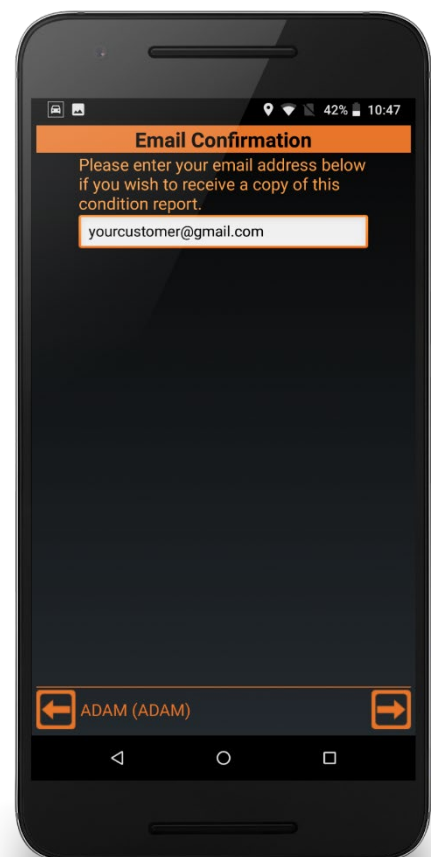 42% 10:47
Email Confirmation
Please enter your email address below
if you wish to receive a copy of this
condition report.
yourcustomer@gmail.com
ADAM (ADAM)